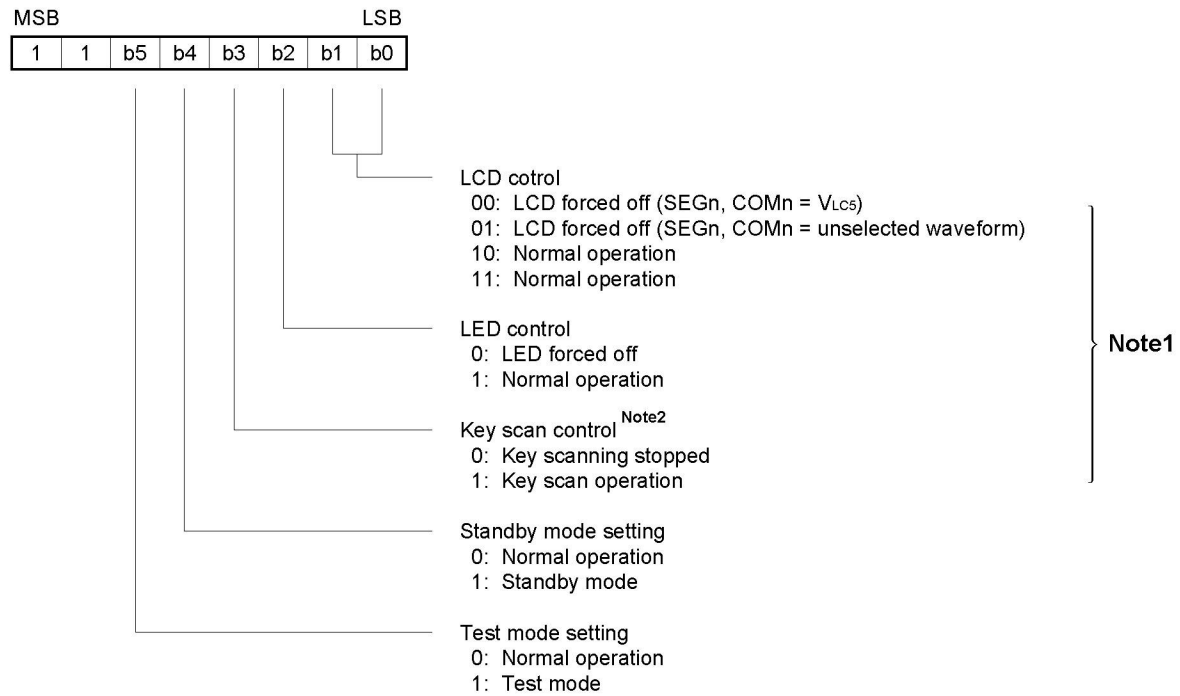 MSB LSB
1 1 b5 b4 b3 b2 b1 b0
LCD cotrol
00: LCD forced off (SEGn, COMn = VLC5)
01: LCD forced off (SEGn, COMn = unselected waveform)
10: Normal operation
11: Normal operation
LED control
0: LED forced off
1: Normal operation
Note1
Key scan control Note2
0: Key scanning stopped
1: Key scan operation
Standby mode setting
0: Normal operation
1: Standby mode
Test mode setting
0: Normal operation
1: Test mode